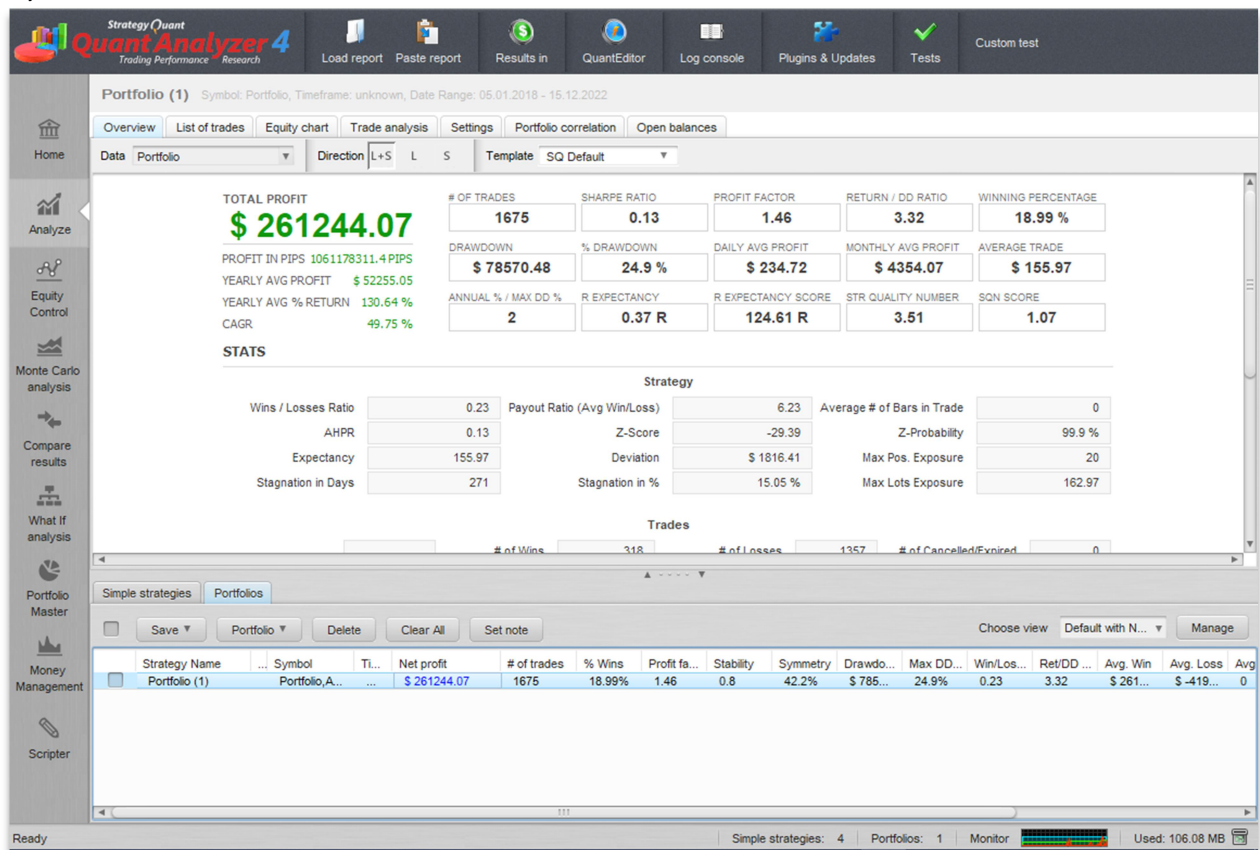 StrategyQuant
QuantAnalyzer 4
Trading Performance Research
Load report Paste report Results in QuantEditor Log console Plugins & Updates Tests Custom test
Portfolio (1) Symbol: Portfolio, Timeframe: unknown, Date Range: 05.01.2018 - 15.12.2022
Overview List of trades Equity chart Trade analysis Settings Portfolio correlation Open balances
Data Portfolio Direction L+S L S Template SQ Default
Home
Analyze
Equity
Control
Monte Carlo
analysis
Compare
results
What If
analysis
Portfolio
Master
Money
Management
Scripter
TOTAL PROFIT
$ 261244.07
PROFIT IN PIPS 1061178311.4 PIPS
YEARLY AVG PROFIT $ 52255.05
YEARLY AVG % RETURN 130.64 %
CAGR 49.75 %
# OF TRADES SHARPE RATIO PROFIT FACTOR RETURN / DD RATIO WINNING PERCENTAGE
1675 0.13 1.46 3.32 18.99 %
DRAWDOWN % DRAWDOWN DAILY AVG PROFIT MONTHLY AVG PROFIT AVERAGE TRADE
$ 78570.48 24.9 % $ 234.72 $ 4354.07 $ 155.97
ANNUAL % / MAX DD % R EXPECTANCY R EXPECTANCY SCORE STR QUALITY NUMBER SQN SCORE
2 0.37 R 124.61 R 3.51 1.07
STATS
Strategy
Wins / Losses Ratio 0.23 Payout Ratio (Avg Win/Loss) 6.23 Average # of Bars in Trade 0
AHPR 0.13 Z-Score -29.39 Z-Probability 99.9 %
Expectancy 155.97 Deviation $ 1816.41 Max Pos. Exposure 20
Stagnation in Days 271 Stagnation in % 15.05 % Max Lots Exposure 162.97
Trades
# of Wins 318 # of Losses 1357 # of Cancelled/Expired 0
Simple strategies Portfolios
Save Portfolio Delete Clear All Set note Choose view Default with N... Manage
Strategy Name ... Symbol Ti... Net profit # of trades % Wins Profit fa... Stability Symmetry Drawdo... Max DD... Win/Los... Ret/DD ... Avg. Win Avg. Loss Avg
Portfolio (1) Portfolio,A... ... $ 261244.07 1675 18.99% 1.46 0.8 42.2% $ 785... 24.9% 0.23 3.32 $ 261... $ -419... 0
Ready Simple strategies: 4 Portfolios: 1 Monitor Used: 106.08 MB